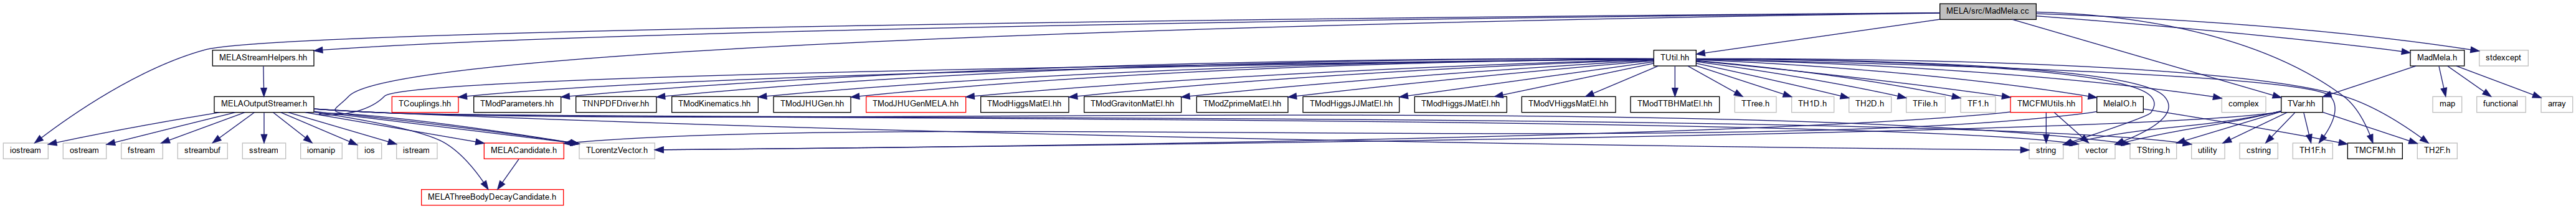 MELA/src/MadMela.cc
MELAStreamHelpers.hh
TUtil.hh
MadMela.h
stdexcept
MELAOutputStreamer.h
TCouplings.hh
TModParameters.hh
TNNPDFDriver.hh
TModKinematics.hh
TModJHUGen.hh
TModJHUGenMELA.hh
TModHiggsMatEl.hh
TModGravitonMatEl.hh
TModZprimeMatEl.hh
TModHiggsJJMatEl.hh
TModHiggsJMatEl.hh
TModVHiggsMatEl.hh
TModTTBHMatEl.hh
TTree.h
TH1D.h
TH2D.h
TFile.h
TF1.h
TMCFMUtils.hh
MelaIO.h
complex
TVar.hh
map
functional
array
iostream
ostream
fstream
streambuf
sstream
iomanip
ios
istream
MELACandidate.h
TLorentzVector.h
string
vector
TString.h
utility
cstring
TH1F.h
TMCFM.hh
TH2F.h
MELAThreeBodyDecayCandidate.h